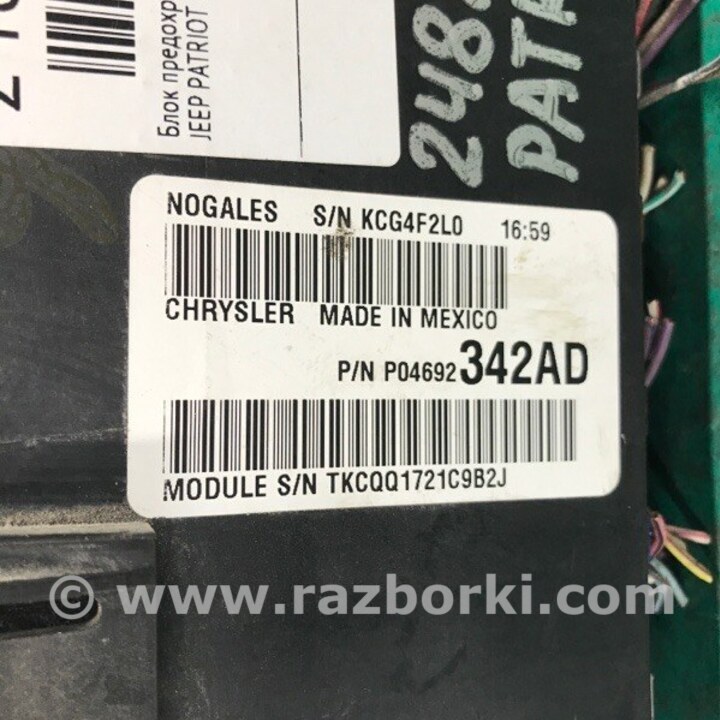 Блок предохр
JEEP PATRIOT
248
PATR
NOGALES S/N KCG4F2L0 16:59
CHRYSLER MADE IN MEXICO
P/N P04692342AD
MODULE S/N TKCQQ1721C9B2J
© www.razborki.com